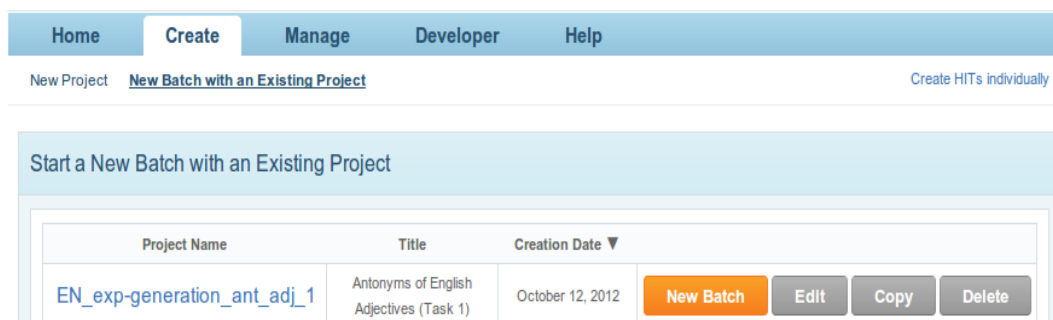 Home Create Manage Developer Help
New Project New Batch with an Existing Project Create HITs individually
Start a New Batch with an Existing Project
Project Name Title Creation Date ▼
EN_exp-generation_ant_adj_1 Antonyms of English Adjectives (Task 1) October 12, 2012 New Batch Edit Copy Delete